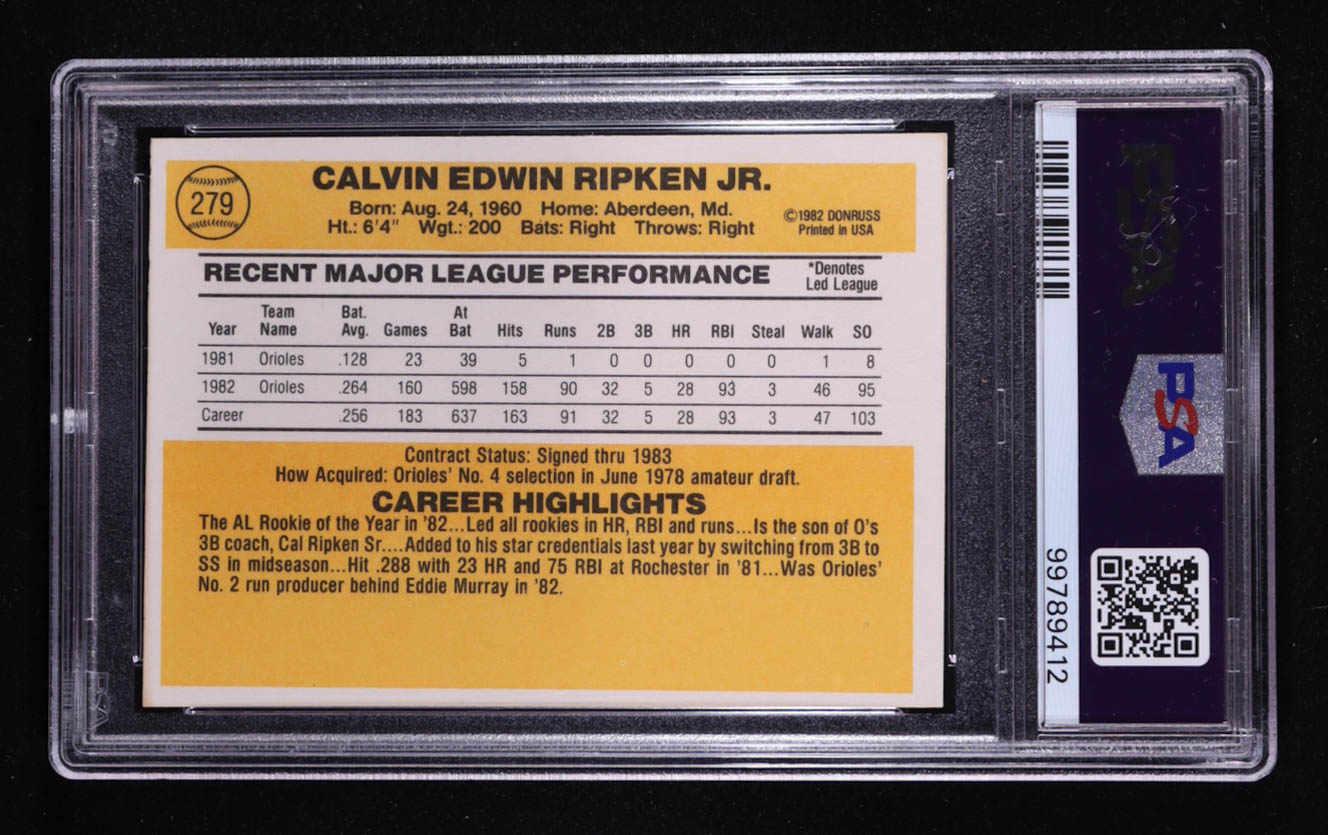 279
CALVIN EDWIN RIPKEN JR.
Born: Aug. 24, 1960 Home: Aberdeen, Md.
Ht.: 6'4" Wgt.: 200 Bats: Right Throws: Right
©1982 DONRUSS
Printed in USA
RECENT MAJOR LEAGUE PERFORMANCE
*Denotes
Led League
Year Team Name Bat. Avg. Games At Bat Hits Runs 2B 3B HR RBI Steal Walk SO
1981 Orioles .128 23 39 5 1 0 0 0 0 0 1 8
1982 Orioles .264 160 598 158 90 32 5 28 93 3 46 95
Career .256 183 637 163 91 32 5 28 93 3 47 103
Contract Status: Signed thru 1983
How Acquired: Orioles' No. 4 selection in June 1978 amateur draft.
CAREER HIGHLIGHTS
The AL Rookie of the Year in '82...Led all rookies in HR, RBI and runs...Is the son of O's
3B coach, Cal Ripken Sr....Added to his star credentials last year by switching from 3B to
SS in midseason...Hit .288 with 23 HR and 75 RBI at Rochester in '81...Was Orioles'
No. 2 run producer behind Eddie Murray in '82.
PSA
PSA
PSA
99789412